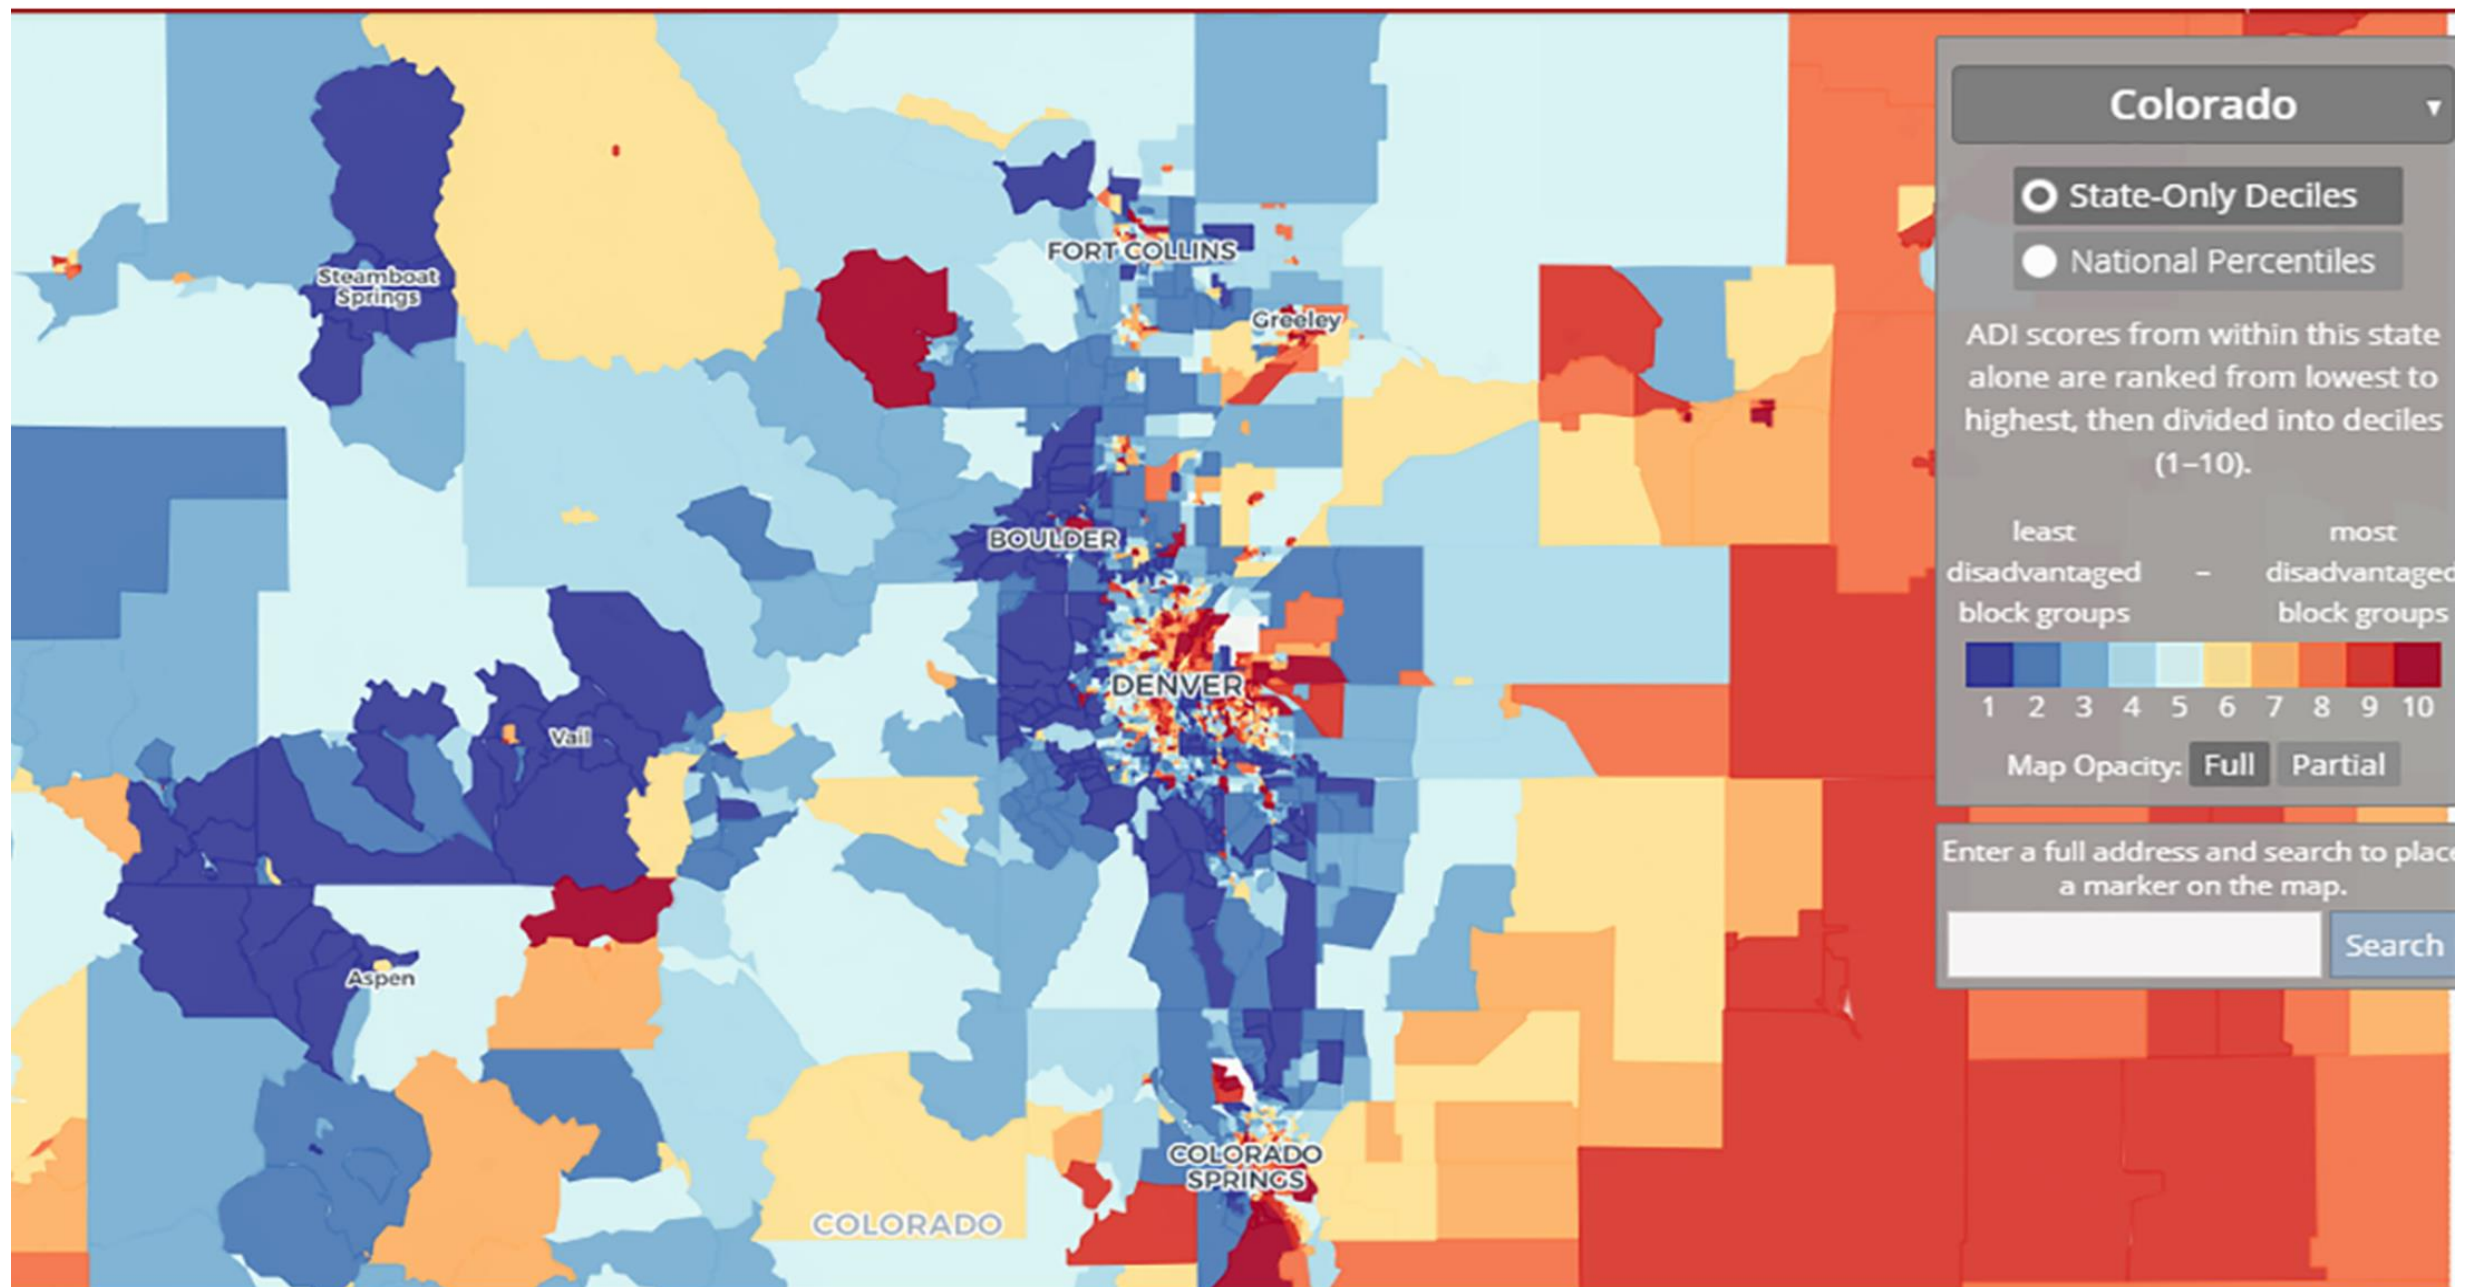 Colorado ▼
State-Only Deciles
National Percentiles
ADI scores from within this state
alone are ranked from lowest to
highest, then divided into deciles
(1–10).
least most
disadvantaged – disadvantaged
block groups block groups
1 2 3 4 5 6 7 8 9 10
Map Opacity: Full Partial
Enter a full address and search to place
a marker on the map.
Search
Steamboat
Springs
FORT COLLINS
Greeley
BOULDER
DENVER
Vail
Aspen
COLORADO
SPRINGS
COLORADO